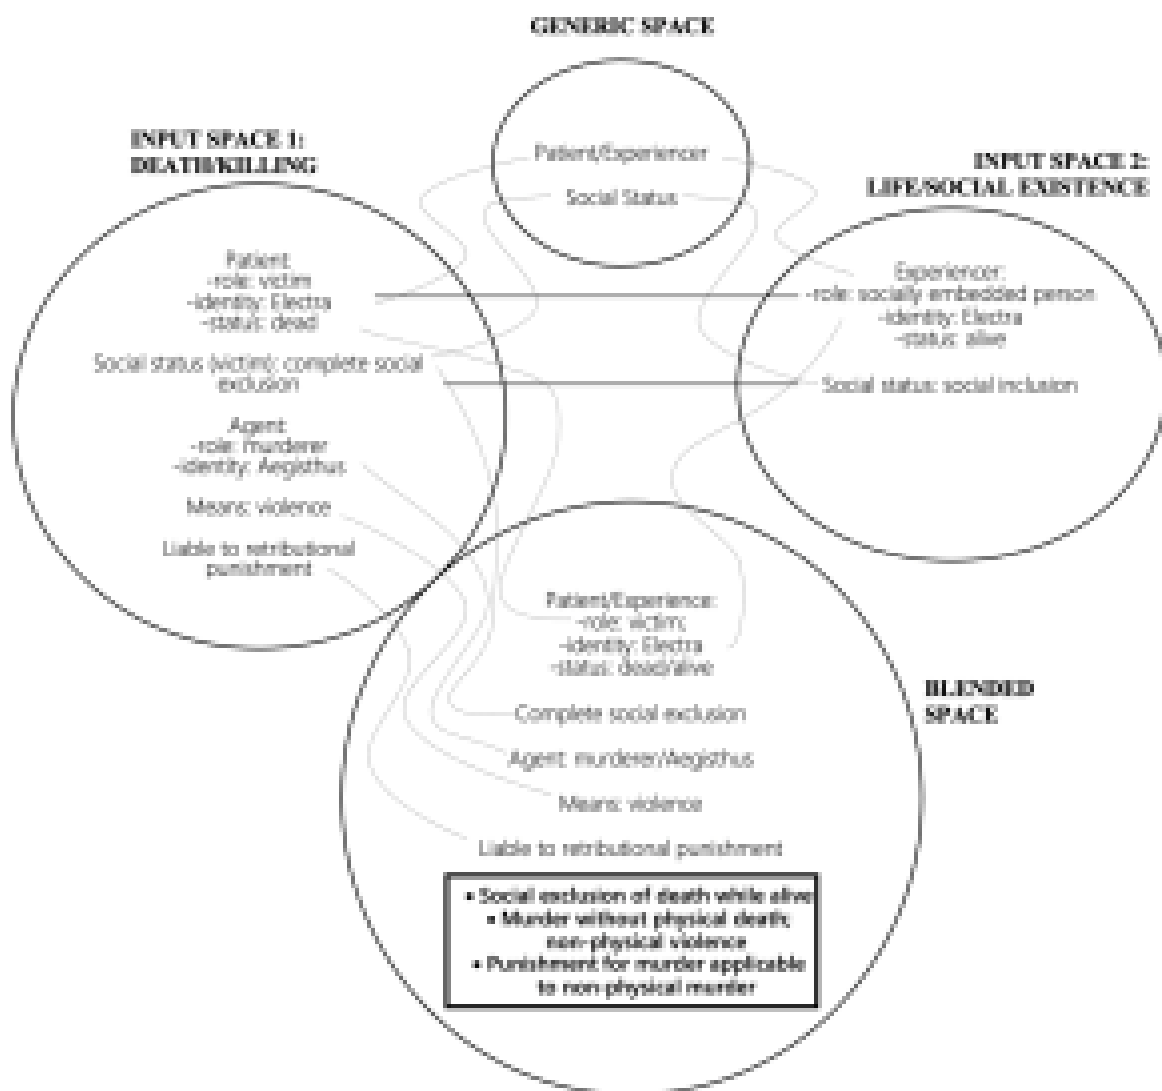 GENERIC SPACE
Patient/Experiencer
Social Status
INPUT SPACE 1:
DEATH/KILLING
Patient
-role: victim
-identity: Electra
-status: dead
Social status (victim): complete social
exclusion
Agent
-role: murderer
-identity: Aegisthus
Means: violence
Liable to retributional
punishment
INPUT SPACE 2:
LIFE/SOCIAL EXISTENCE
Experiencer:
-role: socially embedded person
-identity: Electra
-status: alive
Social status: social inclusion
BLENDED
SPACE
Patient/Experience:
-role: victim;
-identity: Electra
-status: dead/alive
Complete social exclusion
Agent: murderer/Aegisthus
Means: violence
Liable to retributional punishment
• Social exclusion of death while alive
• Murder without physical death;
non-physical violence
• Punishment for murder applicable
to non-physical murder